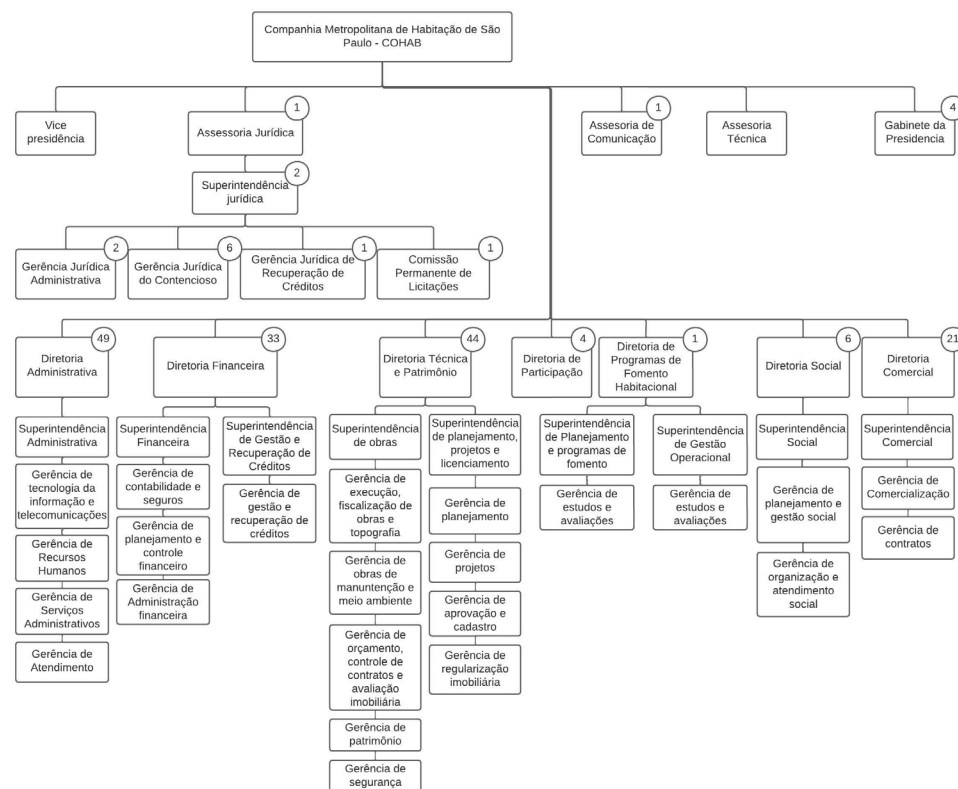 Companhia Metropolitana de Habitação de São
Paulo - COHAB
Vice
presidência
1
Assessoria Jurídica
1
Assesoria de
Comunicação
Assesoria
Técnica
4
Gabinete da
Presidencia
2
Superintendência
jurídica
2
Gerência Jurídica
Administrativa
6
Gerência Jurídica
do Contencioso
1
Gerência Jurídica de
Recuperação de
Créditos
1
Comissão
Permanente de
Licitações
49
Diretoria
Administrativa
33
Diretoria Financeira
44
Diretoria Técnica
e Patrimônio
4
Diretoria de
Participação
1
Diretoria de
Programas de
Fomento
Habitacional
6
Diretoria Social
21
Diretoria
Comercial
Superintendência
Administrativa
Gerência de
tecnologia da
informação e
telecomunicações
Gerência de
Recursos
Humanos
Gerência de
Serviços
Administrativos
Gerência de
Atendimento
Superintendência
Financeira
Gerência de
contabilidade e
seguros
Gerência de
planejamento e
controle
financeiro
Gerência de
Administração
financeira
Superintendência
de Gestão e
Recuperação de
Créditos
Gerência de
gestão e
recuperação de
créditos
Superintendência
de obras
Gerência de
execução,
fiscalização de
obras e
topografia
Gerência de
obras de
manuntenção e
meio ambiente
Gerência de
orçamento,
controle de
contratos e
avaliação
imobiliária
Gerência de
patrimônio
Gerência de
segurança
Superintendência
de planejamento,
projetos e
licenciamento
Gerência de
planejamento
Gerência de
projetos
Gerência de
aprovação e
cadastro
Gerência de
regularização
imobiliária
Superintendência
de Planejamento
e programas de
fomento
Gerência de
estudos e
avaliações
Superintendência
de Gestão
Operacional
Gerência de
estudos e
avaliações
Superintendência
Social
Gerência de
planejamento e
gestão social
Gerência de
organização e
atendimento
social
Superintendência
Comercial
Gerência de
Comercialização
Gerência de
contratos